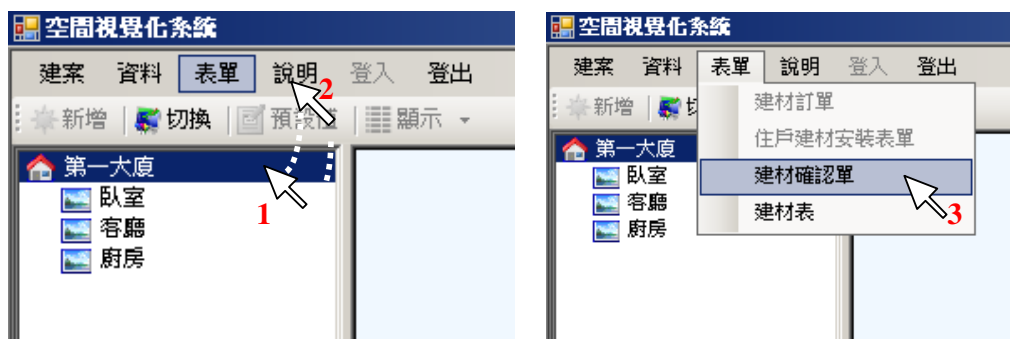 空間視覺化系統
建案 資料 表單 說明 登入 登出
2
新增 切換 預設值 顯示
第一大廈
臥室
1
客廳
廚房
空間視覺化系統
建案 資料 表單 說明 登入 登出
新增
建材訂單
住戶建材安裝表單
第一大廈
臥室
建材確認單
客廳
建材表
3
廚房